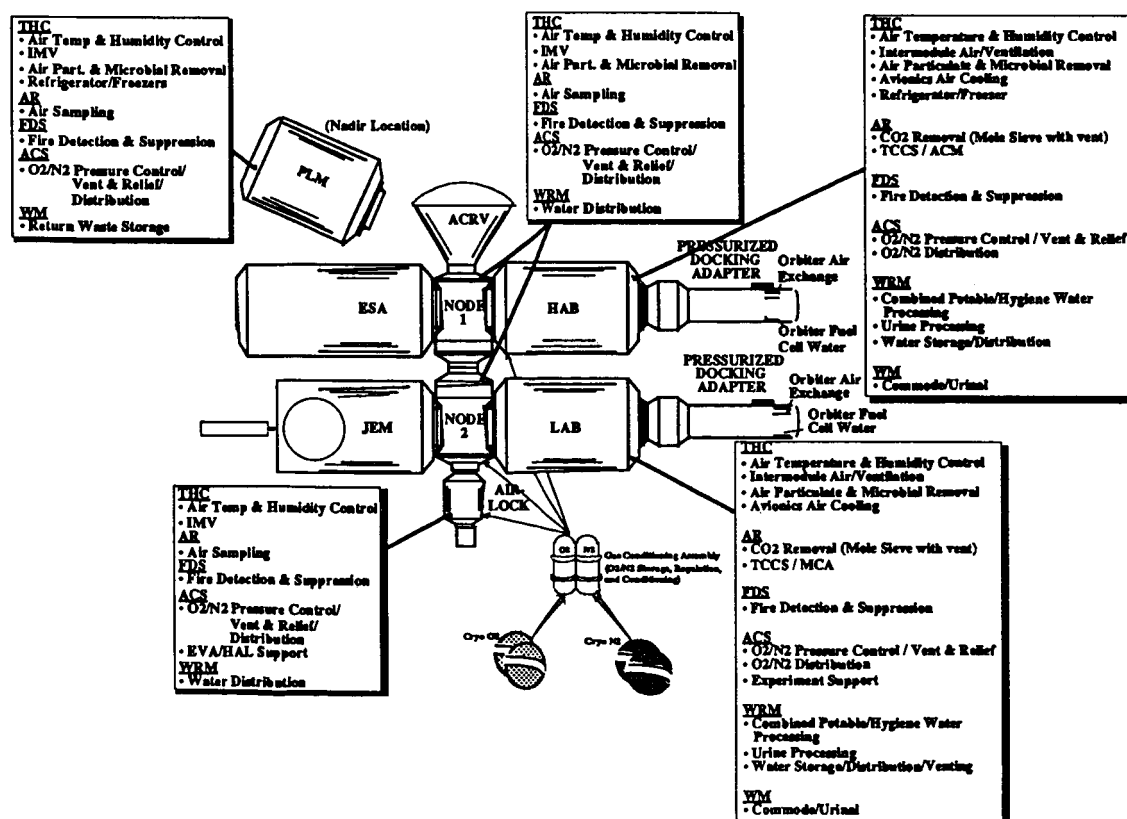 THC
• Air Temp & Humidity Control
• IMV
• Air Part. & Microbial Removal
• Refrigerator/Freezers
AR
• Air Sampling
FDS
• Fire Detection & Suppression
ACS
• O2/N2 Pressure Control/
Vent & Relief/
Distribution
WM
• Return Waste Storage
(Nadir Location)
PLM
THC
• Air Temp & Humidity Control
• IMV
• Air Part. & Microbial Removal
AR
• Air Sampling
FDS
• Fire Detection & Suppression
ACS
• O2/N2 Pressure Control/
Vent & Relief/
Distribution
WRM
• Water Distribution
THC
• Air Temperature & Humidity Control
• Intermodule Air/Ventilation
• Air Particulate & Microbial Removal
• Avionics Air Cooling
• Refrigerator/Freezer
AR
• CO2 Removal (Mole Sieve with vent)
• TCCS / ACM
FDS
• Fire Detection & Suppression
ACS
• O2/N2 Pressure Control / Vent & Relief
• O2/N2 Distribution
WRM
• Combined Potable/Hygiene Water
Processing
• Urine Processing
• Water Storage/Distribution
WM
• Commode/Urinal
ACRV
ESA
NODE
1
HAB
PRESSURIZED
DOCKING
ADAPTER
Orbiter Air
Exchange
Orbiter Fuel
Cell Water
JEM
NODE
2
LAB
PRESSURIZED
DOCKING
ADAPTER
Orbiter Air
Exchange
Orbiter Fuel
Cell Water
AIR
LOCK
THC
• Air Temp & Humidity Control
• IMV
AR
• Air Sampling
FDS
• Fire Detection & Suppression
ACS
• O2/N2 Pressure Control/
Vent & Relief/
Distribution
• EVA/HAL Support
WRM
• Water Distribution
O2
N2
Gas Conditioning Assembly
(O2/N2 Storage, Regulation,
and Conditioning)
Cryo O2
Cryo N2
THC
• Air Temperature & Humidity Control
• Intermodule Air/Ventilation
• Air Particulate & Microbial Removal
• Avionics Air Cooling
AR
• CO2 Removal (Mole Sieve with vent)
• TCCS / MCA
FDS
• Fire Detection & Suppression
ACS
• O2/N2 Pressure Control / Vent & Relief
• O2/N2 Distribution
• Experiment Support
WRM
• Combined Potable/Hygiene Water
Processing
• Urine Processing
• Water Storage/Distribution/Venting
WM
• Commode/Urinal